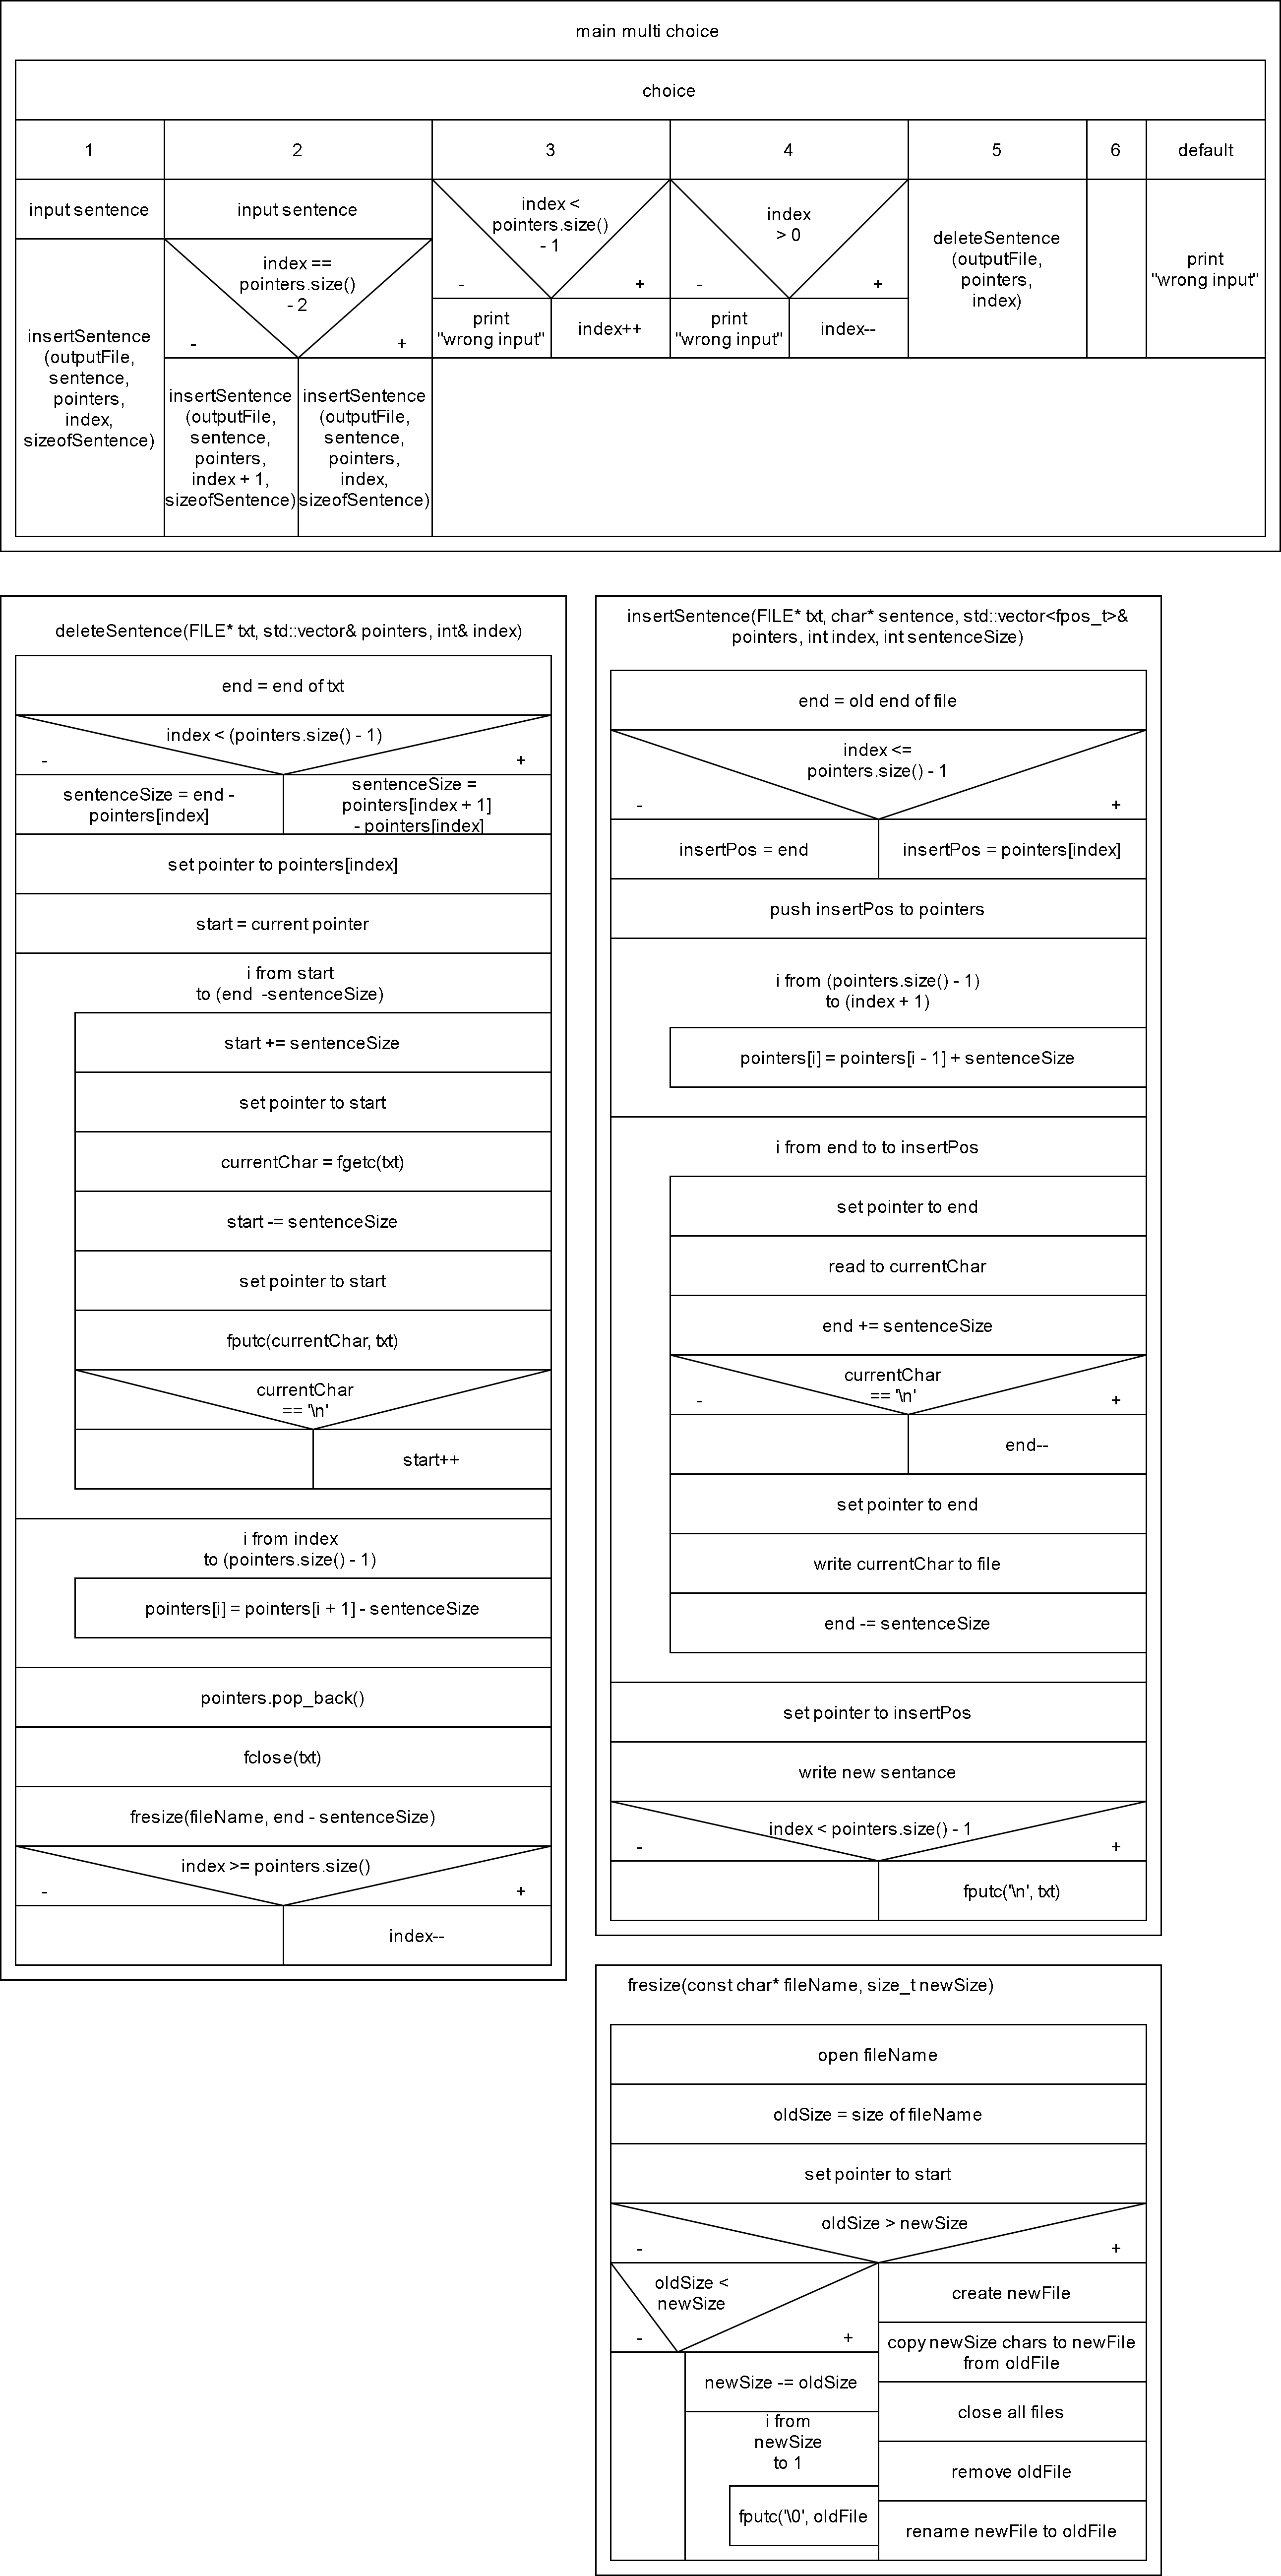 main multi choice
choice
1
2
3
4
5
6
default
input sentence
insertSentence
(outputFile,
sentence,
pointers,
index,
sizeofSentence)
input sentence
index ==
pointers.size()
- 2
-
+
insertSentence
(outputFile,
sentence,
pointers,
index + 1,
sizeofSentence)
insertSentence
(outputFile,
sentence,
pointers,
index,
sizeofSentence)
index <
pointers.size()
- 1
-
+
print
"wrong input"
index++
index
> 0
-
+
print
"wrong input"
index--
deleteSentence
(outputFile,
pointers,
index)
print
"wrong input"
deleteSentence(FILE* txt, std::vector& pointers, int& index)
end = end of txt
index < (pointers.size() - 1)
-
+
sentenceSize = end -
pointers[index]
sentenceSize =
pointers[index + 1]
- pointers[index]
set pointer to pointers[index]
start = current pointer
i from start
to (end -sentenceSize)
start += sentenceSize
set pointer to start
currentChar = fgetc(txt)
start -= sentenceSize
set pointer to start
fputc(currentChar, txt)
currentChar
== '\n'
start++
i from index
to (pointers.size() - 1)
pointers[i] = pointers[i + 1] - sentenceSize
pointers.pop_back()
fclose(txt)
fresize(fileName, end - sentenceSize)
index >= pointers.size()
-
+
index--
insertSentence(FILE* txt, char* sentence, std::vector<fpos_t>&
pointers, int index, int sentenceSize)
end = old end of file
index <=
pointers.size() - 1
-
+
insertPos = end
insertPos = pointers[index]
push insertPos to pointers
i from (pointers.size() - 1)
to (index + 1)
pointers[i] = pointers[i - 1] + sentenceSize
i from end to to insertPos
set pointer to end
read to currentChar
end += sentenceSize
currentChar
== '\n'
-
+
end--
set pointer to end
write currentChar to file
end -= sentenceSize
set pointer to insertPos
write new sentance
index < pointers.size() - 1
-
+
fputc('\n', txt)
fresize(const char* fileName, size_t newSize)
open fileName
oldSize = size of fileName
set pointer to start
oldSize > newSize
-
+
oldSize <
newSize
-
+
newSize -= oldSize
i from
newSize
to 1
fputc('\0', oldFile
create newFile
copy newSize chars to newFile
from oldFile
close all files
remove oldFile
rename newFile to oldFile